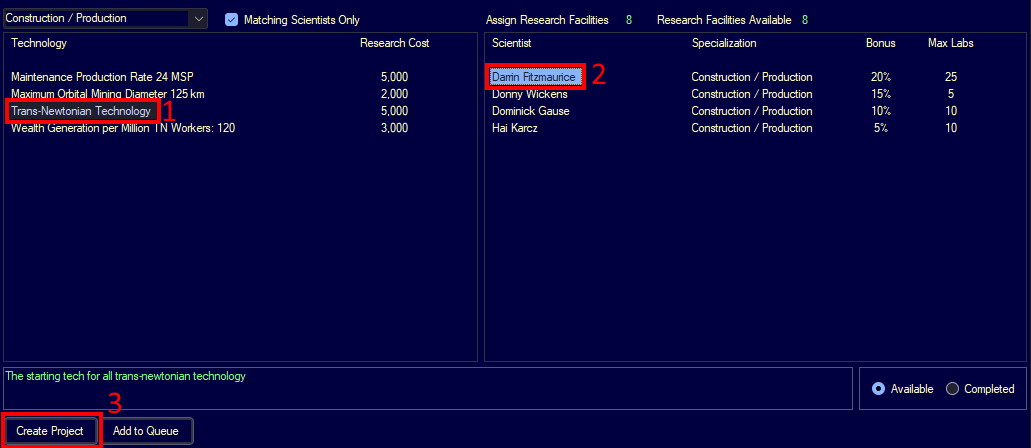 Construction / Production Matching Scientists Only Assign Research Facilities 8 Research Facilities Available 8
Technology Research Cost Scientist Specialization Bonus Max Labs
Maintenance Production Rate 24 MSP 5,000 Darrin Fitzmaurice 2 Construction / Production 20% 25
Maximum Orbital Mining Diameter 125 km 2,000 Donny Wickens Construction / Production 15% 5
Trans-Newtonian Technology 1 5,000 Dominick Gause Construction / Production 10% 10
Wealth Generation per Million TN Workers: 120 3,000 Hai Karcz Construction / Production 5% 10
The starting tech for all trans-newtonian technology
Available Completed
3
Create Project Add to Queue